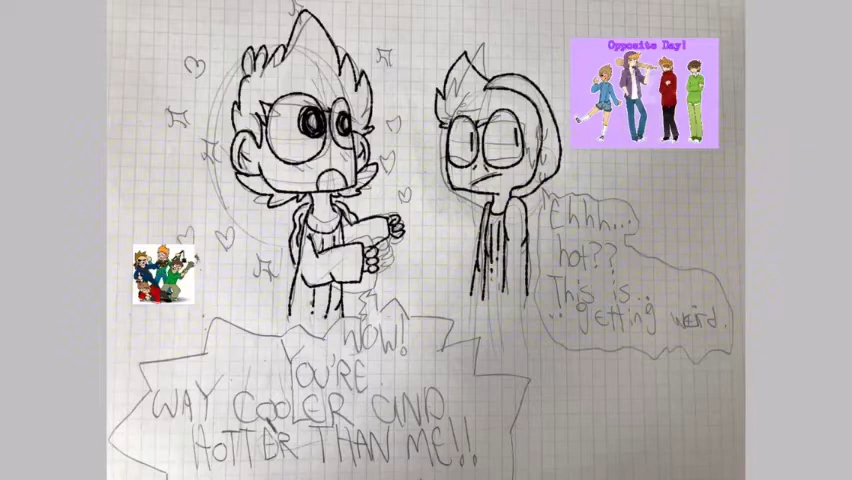 Opposite Day!
Ehhh...
hot??
This is..
..getting weird.
WOW!
YOU'RE
WAY COOLER AND
HOTTER THAN ME!!